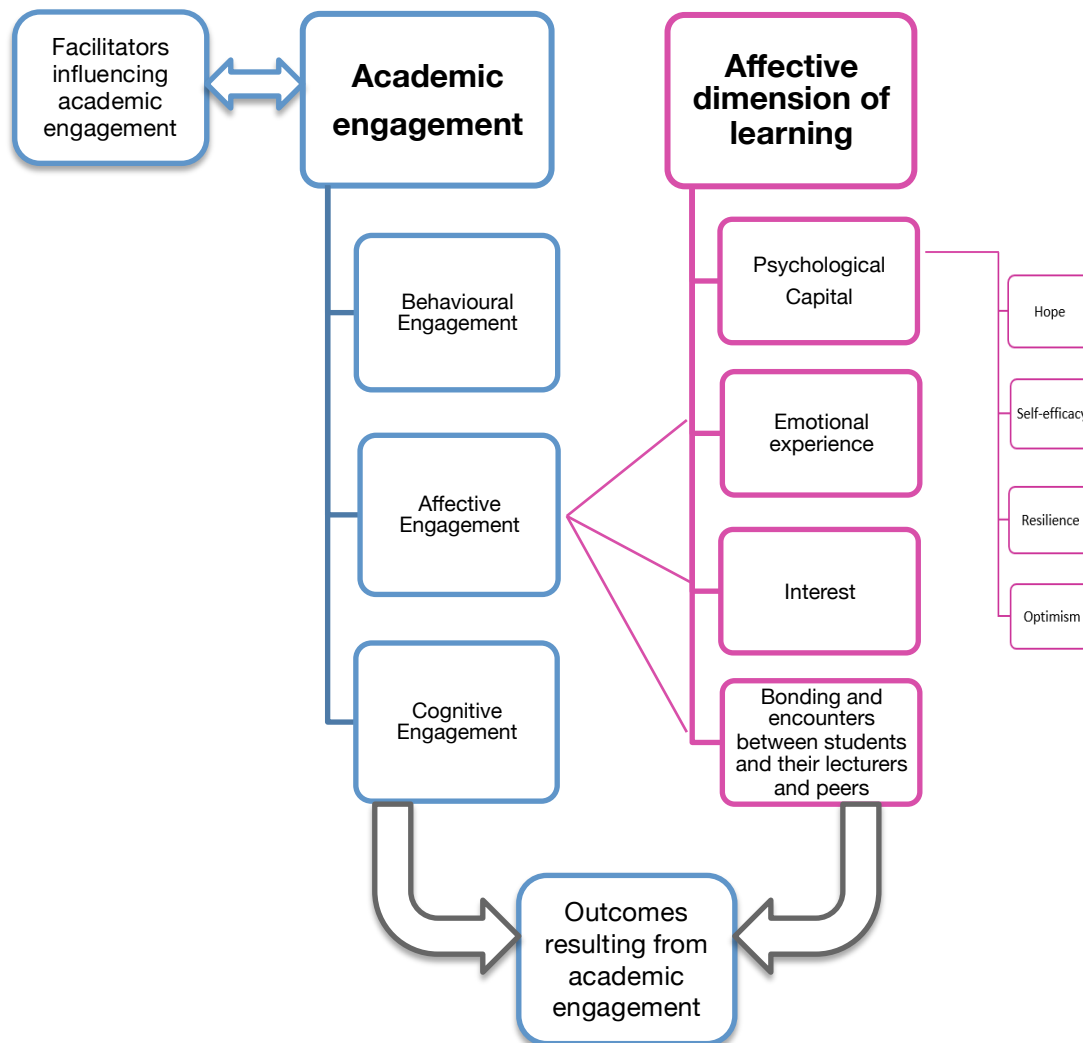 Facilitators
influencing
academic
engagement
Academic
engagement
Affective
dimension of
learning
Behavioural
Engagement
Affective
Engagement
Cognitive
Engagement
Psychological
Capital
Emotional
experience
Interest
Bonding and
encounters
between students
and their lecturers
and peers
Hope
Self-efficacy
Resilience
Optimism
Outcomes
resulting from
academic
engagement